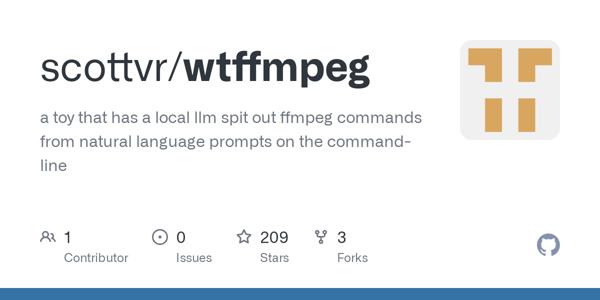 scottvr/wtffmpeg
a toy that has a local llm spit out ffmpeg commands
from natural language prompts on the command-
line
1 0 209 3
Contributor Issues Stars Forks